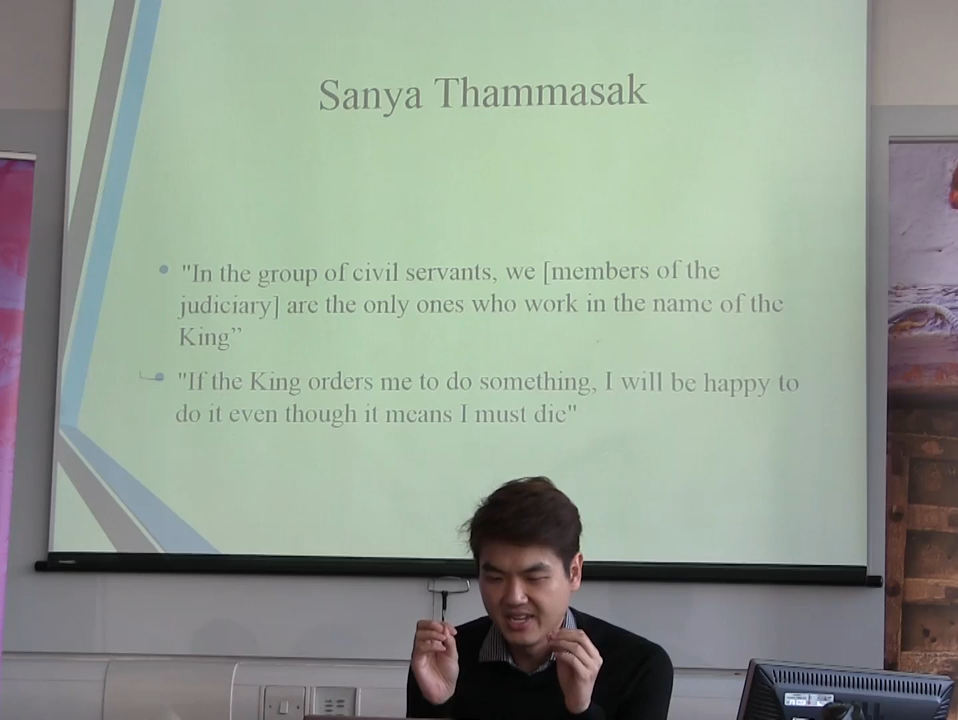 Sanya Thammasak
• "In the group of civil servants, we [members of the
judiciary] are the only ones who work in the name of the
King”
• "If the King orders me to do something, I will be happy to
do it even though it means I must die"